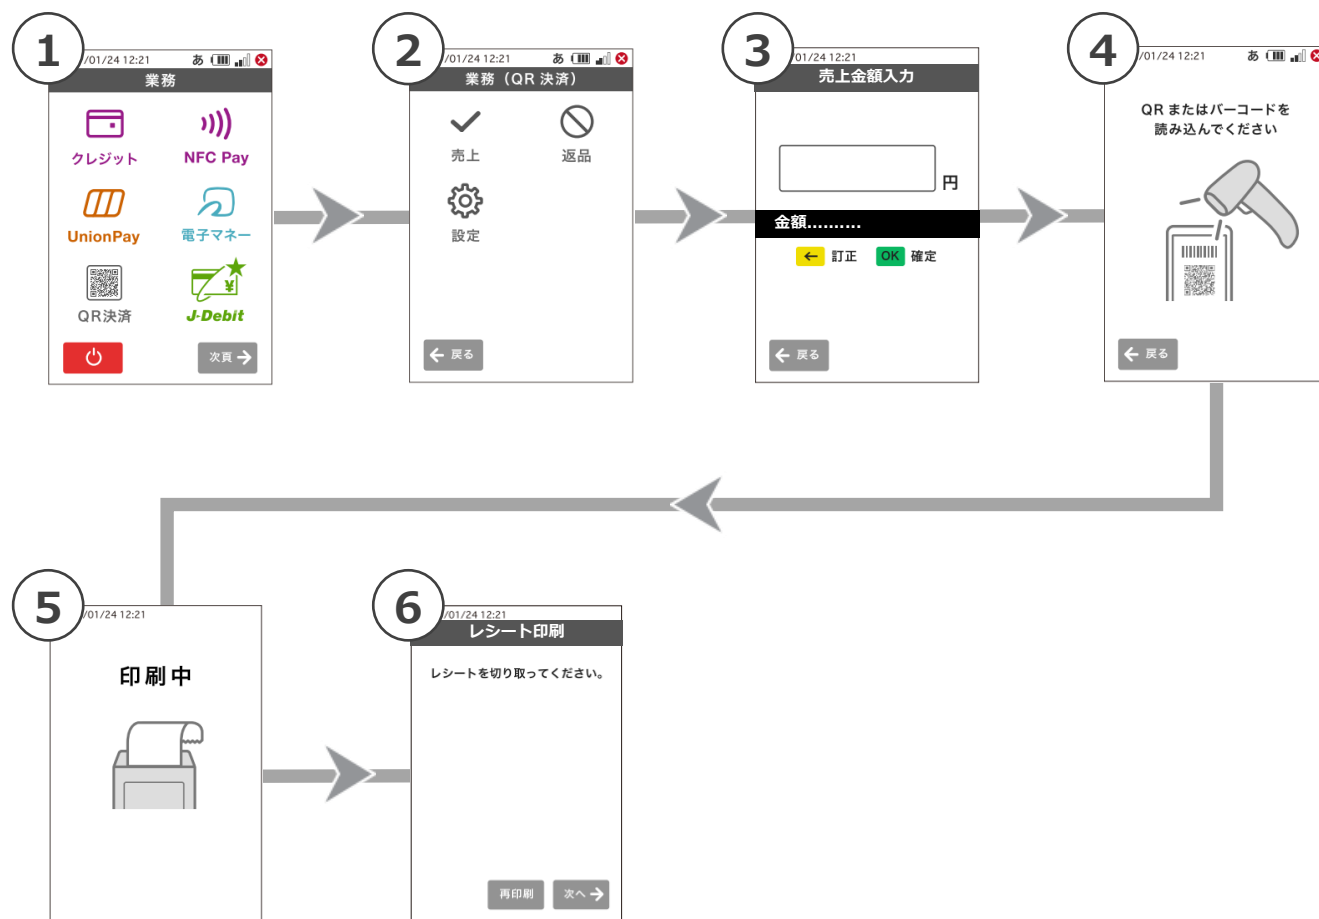 1
/01/24 12:21 あ
業務
クレジット NFC Pay
UnionPay 電子マネー
QR決済 J-Debit
次頁
2
/01/24 12:21 あ
業務（QR 決済）
売上 返品
設定
戻る
3
/01/24 12:21
売上金額入力
円
金額..........
← 訂正 OK 確定
戻る
4
/01/24 12:21 あ
QR またはバーコードを
読み込んでください
戻る
5
/01/24 12:21
印刷中
6
/01/24 12:21
レシート印刷
レシートを切り取ってください。
再印刷 次へ